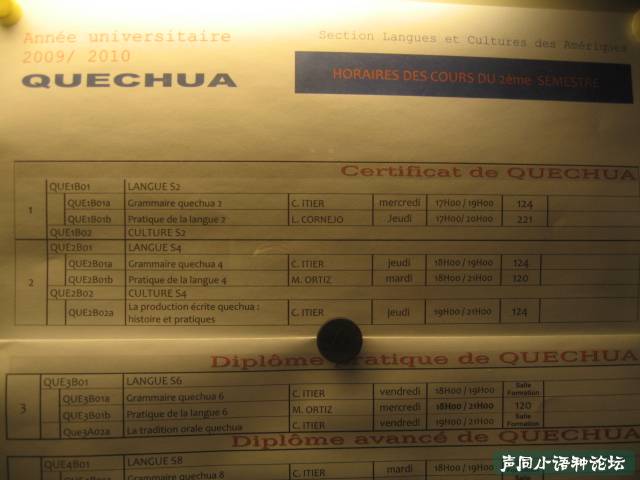 Année universitaire
2009/ 2010
QUECHUA
Section Langues et Cultures des Amériques
HORAIRES DES COURS DU 2ème SEMESTRE
Certificat de QUECHUA
1
QUE1B01 LANGUE S2
QUE1B01a Grammaire quechua 2 C. ITIER mercredi 17H00 / 19H00 124
QUE1B01b Pratique de la langue 2 L. CORNEJO Jeudi 17H00/ 20H00 221
QUE1B02 CULTURE S2
2
QUE2B01 LANGUE S4
QUE2B01a Grammaire quechua 4 C. ITIER jeudi 18H00 / 19H00 124
QUE2B01b Pratique de la langue 4 M. ORTIZ mardi 18H00 / 21H00 120
QUE2B02 CULTURE S4
QUE2B02a La production écrite quechua : histoire et pratiques C. ITIER jeudi 19H00 / 21H00 124
Diplôme pratique de QUECHUA
3
QUE3B01 LANGUE S6
QUE3B01a Grammaire quechua 6 C. ITIER vendredi 18H00 / 19H00 Salle Formation
QUE3B01b Pratique de la langue 6 M. ORTIZ mercredi 18H00 / 21H00 120
Que3A02a La tradition orale quechua C. ITIER vendredi 19H00 / 21H00 Salle Formation
Diplôme avancé de QUECHUA
QUE4B01 LANGUE S8
Grammaire quechua 8 C. ITIER mardi 18H00 / 19H00
声同小语种论坛